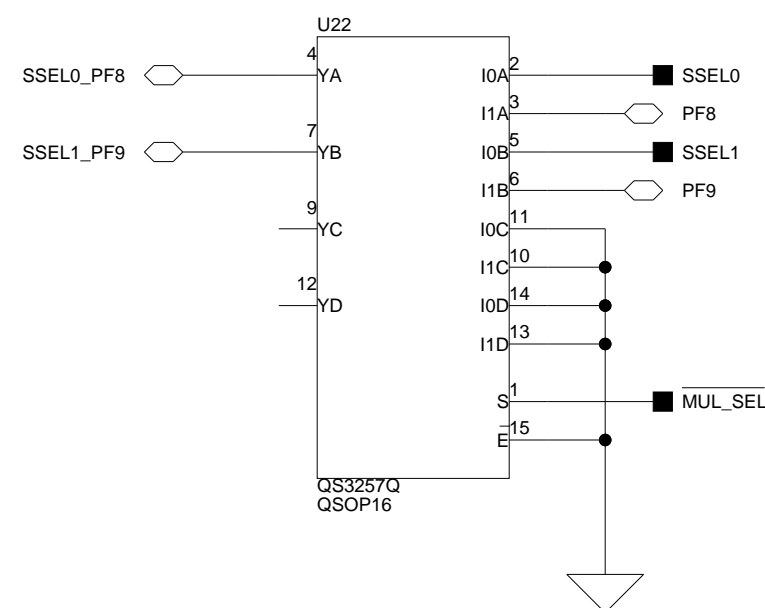 U22
4
YA
I0A
2
SSEL0_PF8
SSEL0
I1A
3
PF8
7
YB
I0B
5
SSEL1_PF9
SSEL1
I1B
6
PF9
9
YC
I0C
11
I1C
10
12
YD
I0D
14
I1D
13
S
1
MUL_SEL
E
15
QS3257Q
QSOP16